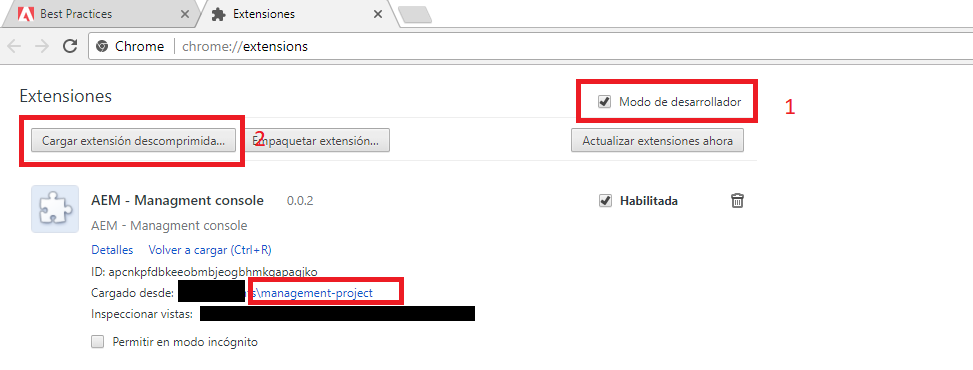 Best Practices
Extensiones
Chrome chrome://extensions
Extensiones
Modo de desarrollador
1
Cargar extensión descomprimida...
2
Empaquetar extensión...
Actualizar extensiones ahora
AEM - Managment console 0.0.2
Habilitada
AEM - Managment console
Detalles Volver a cargar (Ctrl+R)
ID: apcnkpfdbkeeobmbjeogbhmkgapagjko
Cargado desde: \management-project
Inspeccionar vistas:
Permitir en modo incógnito